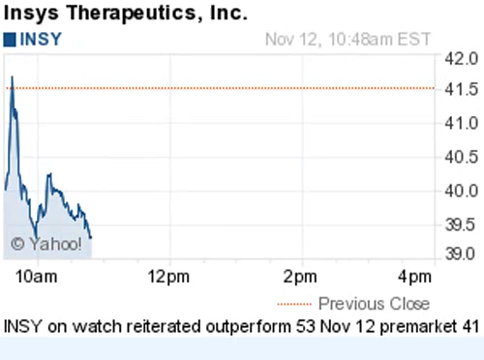 Insys Therapeutics, Inc.
INSY Nov 12, 10:48am EST
42.0
41.5
41.0
40.5
40.0
39.5
39.0
© Yahoo!
10am 12pm 2pm 4pm
Previous Close
INSY on watch reiterated outperform 53 Nov 12 premarket 41